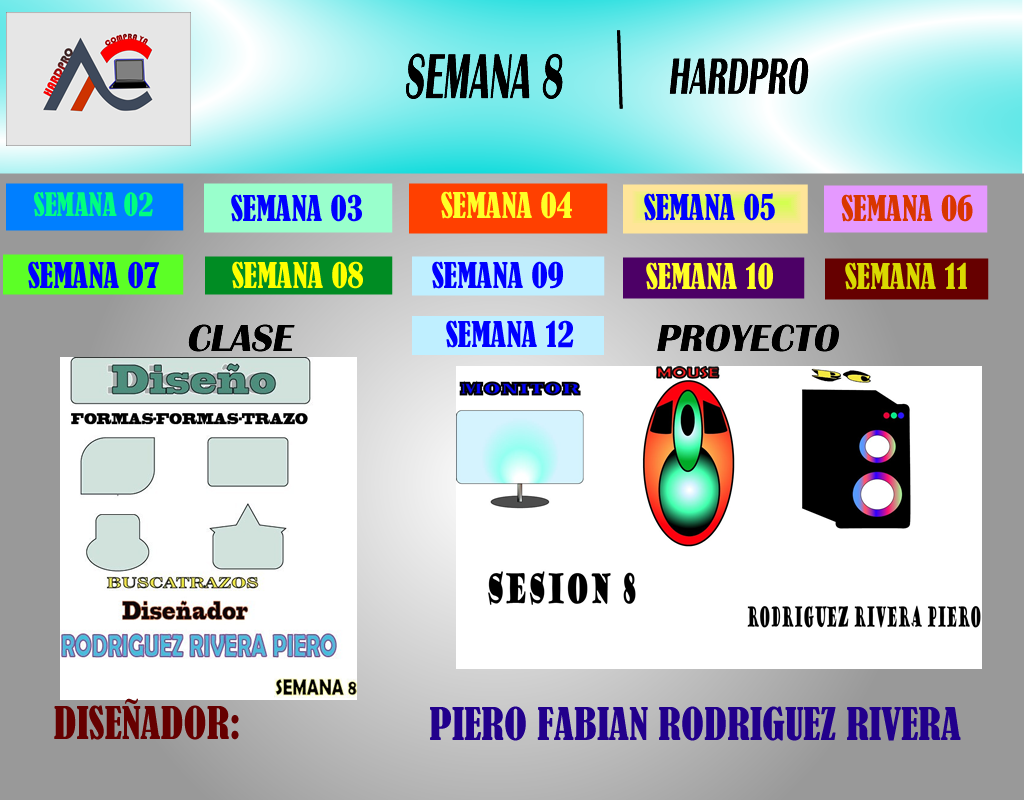 HARDPRO
COMPRA YA
SEMANA 8
HARDPRO
SEMANA 02
SEMANA 03
SEMANA 04
SEMANA 05
SEMANA 06
SEMANA 07
SEMANA 08
SEMANA 09
SEMANA 10
SEMANA 11
CLASE
SEMANA 12
PROYECTO
Diseño
FORMAS-FORMAS-TRAZO
BUSCATRAZOS
Diseñador
RODRIGUEZ RIVERA PIERO
SEMANA 8
MONITOR
MOUSE
PC
SESION 8
RODRIGUEZ RIVERA PIERO
DISEÑADOR:
PIERO FABIAN RODRIGUEZ RIVERA